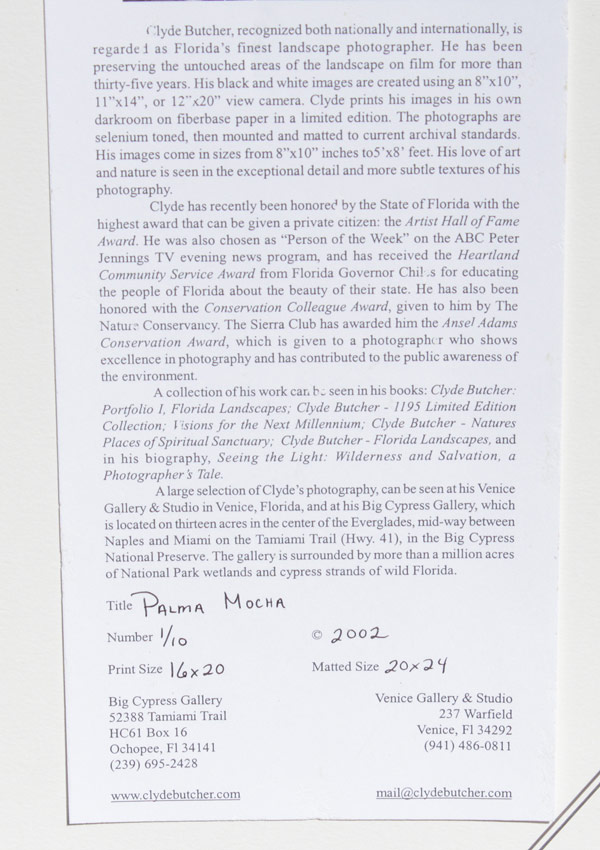 Clyde Butcher, recognized both nationally and internationally, is
regarded as Florida's finest landscape photographer. He has been
preserving the untouched areas of the landscape on film for more than
thirty-five years. His black and white images are created using an 8"x10",
11"x14", or 12"x20" view camera. Clyde prints his images in his own
darkroom on fiberbase paper in a limited edition. The photographs are
selenium toned, then mounted and matted to current archival standards.
His images come in sizes from 8"x10" inches to5'x8' feet. His love of art
and nature is seen in the exceptional detail and more subtle textures of his
photography.
Clyde has recently been honored by the State of Florida with the
highest award that can be given a private citizen: the Artist Hall of Fame
Award. He was also chosen as "Person of the Week" on the ABC Peter
Jennings TV evening news program, and has received the Heartland
Community Service Award from Florida Governor Chiles for educating
the people of Florida about the beauty of their state. He has also been
honored with the Conservation Colleague Award, given to him by The
Nature Conservancy. The Sierra Club has awarded him the Ansel Adams
Conservation Award, which is given to a photographer who shows
excellence in photography and has contributed to the public awareness of
the environment.
A collection of his work can be seen in his books: Clyde Butcher:
Portfolio I, Florida Landscapes; Clyde Butcher - 1195 Limited Edition
Collection; Visions for the Next Millennium; Clyde Butcher - Natures
Places of Spiritual Sanctuary; Clyde Butcher - Florida Landscapes, and
in his biography, Seeing the Light: Wilderness and Salvation, a
Photographer's Tale.
A large selection of Clyde's photography, can be seen at his Venice
Gallery & Studio in Venice, Florida, and at his Big Cypress Gallery, which
is located on thirteen acres in the center of the Everglades, mid-way between
Naples and Miami on the Tamiami Trail (Hwy. 41), in the Big Cypress
National Preserve. The gallery is surrounded by more than a million acres
of National Park wetlands and cypress strands of wild Florida.
Title PALMA MOCHA
Number 1/10 © 2002
Print Size 16x20 Matted Size 20x24
Big Cypress Gallery
52388 Tamiami Trail
HC61 Box 16
Ochopee, Fl 34141
(239) 695-2428
www.clydebutcher.com
Venice Gallery & Studio
237 Warfield
Venice, Fl 34292
(941) 486-0811
mail@clydebutcher.com